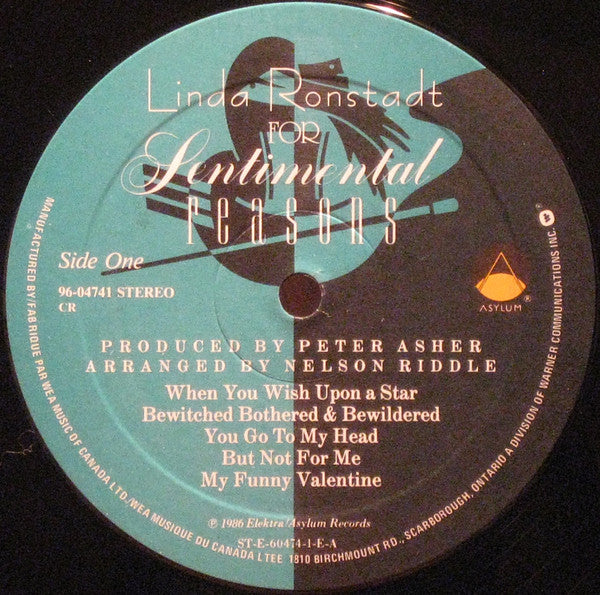 Linda Ronstadt
FOR
Sentimental
reasons
Side One
96-04741 STEREO
CR
ASYLUM ®
PRODUCED BY PETER ASHER
ARRANGED BY NELSON RIDDLE
When You Wish Upon a Star
Bewitched Bothered & Bewildered
You Go To My Head
But Not For Me
My Funny Valentine
℗ 1986 Elektra/Asylum Records
ST-E-60474-1-E-A
MANUFACTURED BY/FABRIQUE PAR WEA MUSIC OF CANADA LTD./WEA MUSIQUE DU CANADA LTEE 1810 BIRCHMOUNT RD., SCARBOROUGH, ONTARIO A DIVISION OF WARNER COMMUNICATIONS INC.